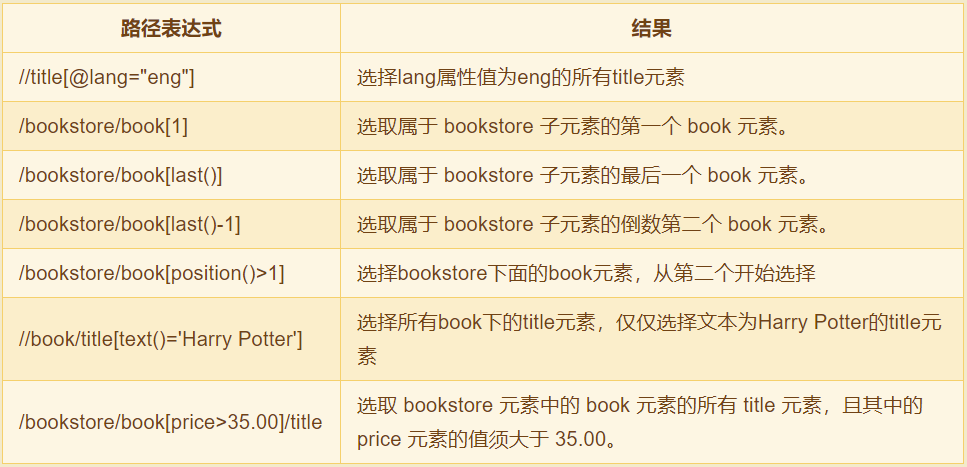 路径表达式 结果
//title[@lang="eng"] 选择lang属性值为eng的所有title元素
/bookstore/book[1] 选取属于 bookstore 子元素的第一个 book 元素。
/bookstore/book[last()] 选取属于 bookstore 子元素的最后一个 book 元素。
/bookstore/book[last()-1] 选取属于 bookstore 子元素的倒数第二个 book 元素。
/bookstore/book[position()>1] 选择bookstore下面的book元素，从第二个开始选择
//book/title[text()='Harry Potter'] 选择所有book下的title元素，仅仅选择文本为Harry Potter的title元
素
/bookstore/book[price>35.00]/title 选取 bookstore 元素中的 book 元素的所有 title 元素，且其中的
price 元素的值须大于 35.00。